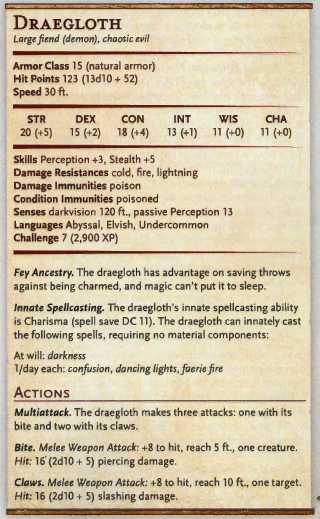 DRAEGLOTH
Large fiend (demon), chaotic evil
Armor Class 15 (natural armor)
Hit Points 123 (13d10 + 52)
Speed 30 ft.
STR DEX CON INT WIS CHA
20 (+5) 15 (+2) 18 (+4) 13 (+1) 11 (+0) 11 (+0)
Skills Perception +3, Stealth +5
Damage Resistances cold, fire, lightning
Damage Immunities poison
Condition Immunities poisoned
Senses darkvision 120 ft., passive Perception 13
Languages Abyssal, Elvish, Undercommon
Challenge 7 (2,900 XP)
Fey Ancestry. The draegloth has advantage on saving throws
against being charmed, and magic can't put it to sleep.
Innate Spellcasting. The draegloth's innate spellcasting ability
is Charisma (spell save DC 11). The draegloth can innately cast
the following spells, requiring no material components:
At will: darkness
1/day each: confusion, dancing lights, faerie fire
ACTIONS
Multiattack. The draegloth makes three attacks: one with its
bite and two with its claws.
Bite. Melee Weapon Attack: +8 to hit, reach 5 ft., one creature.
Hit: 16 (2d10 + 5) piercing damage.
Claws. Melee Weapon Attack: +8 to hit, reach 10 ft., one target.
Hit: 16 (2d10 + 5) slashing damage.